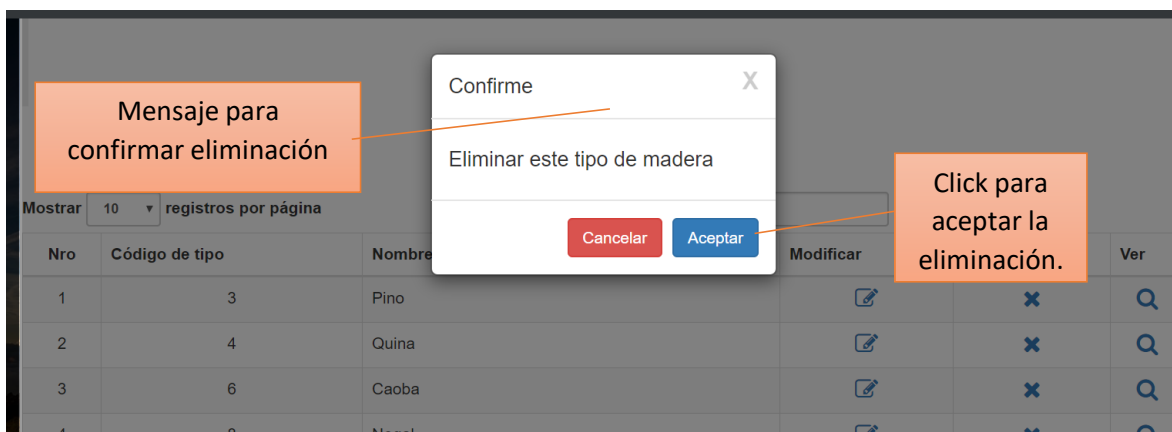 Confirme X
Mensaje para
confirmar eliminación
Eliminar este tipo de madera
Click para
aceptar la
eliminación.
Cancelar Aceptar
Mostrar 10 registros por página
Nro Código de tipo Nombre Modificar Ver
1 3 Pino
2 4 Quina
3 6 Caoba